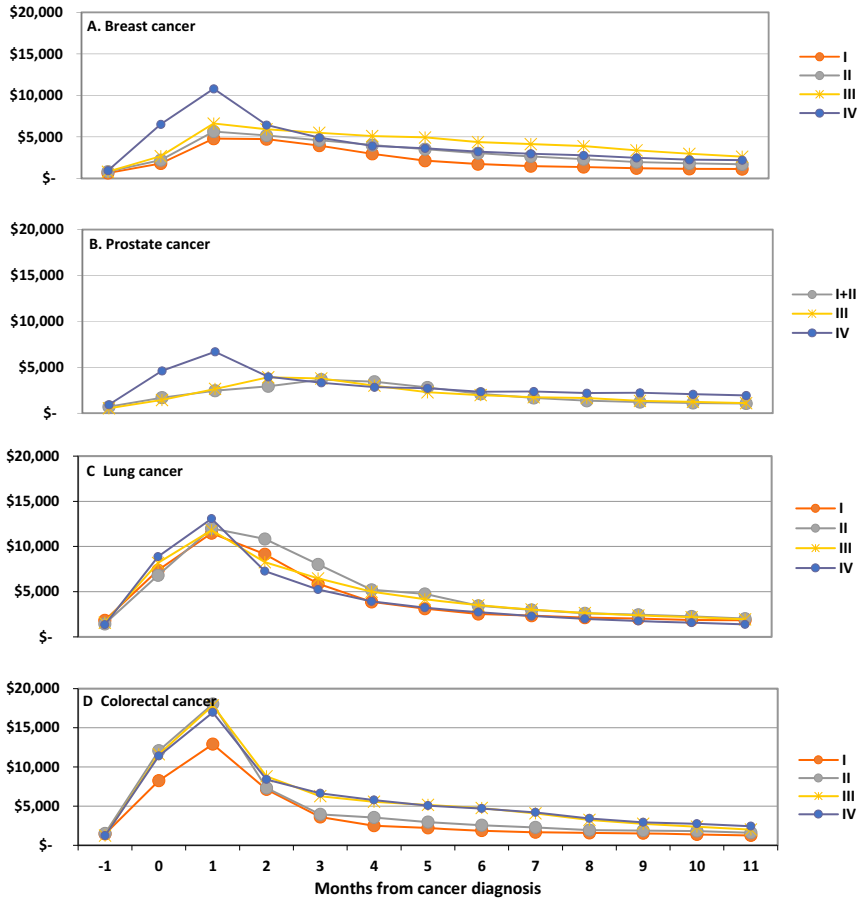 $20,000
A. Breast cancer
$15,000
$10,000
$5,000
$-
I
II
III
IV
$20,000
B. Prostate cancer
$15,000
$10,000
$5,000
$-
I+II
III
IV
$20,000
C Lung cancer
$15,000
$10,000
$5,000
$-
I
II
III
IV
$20,000
D Colorectal cancer
$15,000
$10,000
$5,000
$-
I
II
III
IV
-1 0 1 2 3 4 5 6 7 8 9 10 11
Months from cancer diagnosis